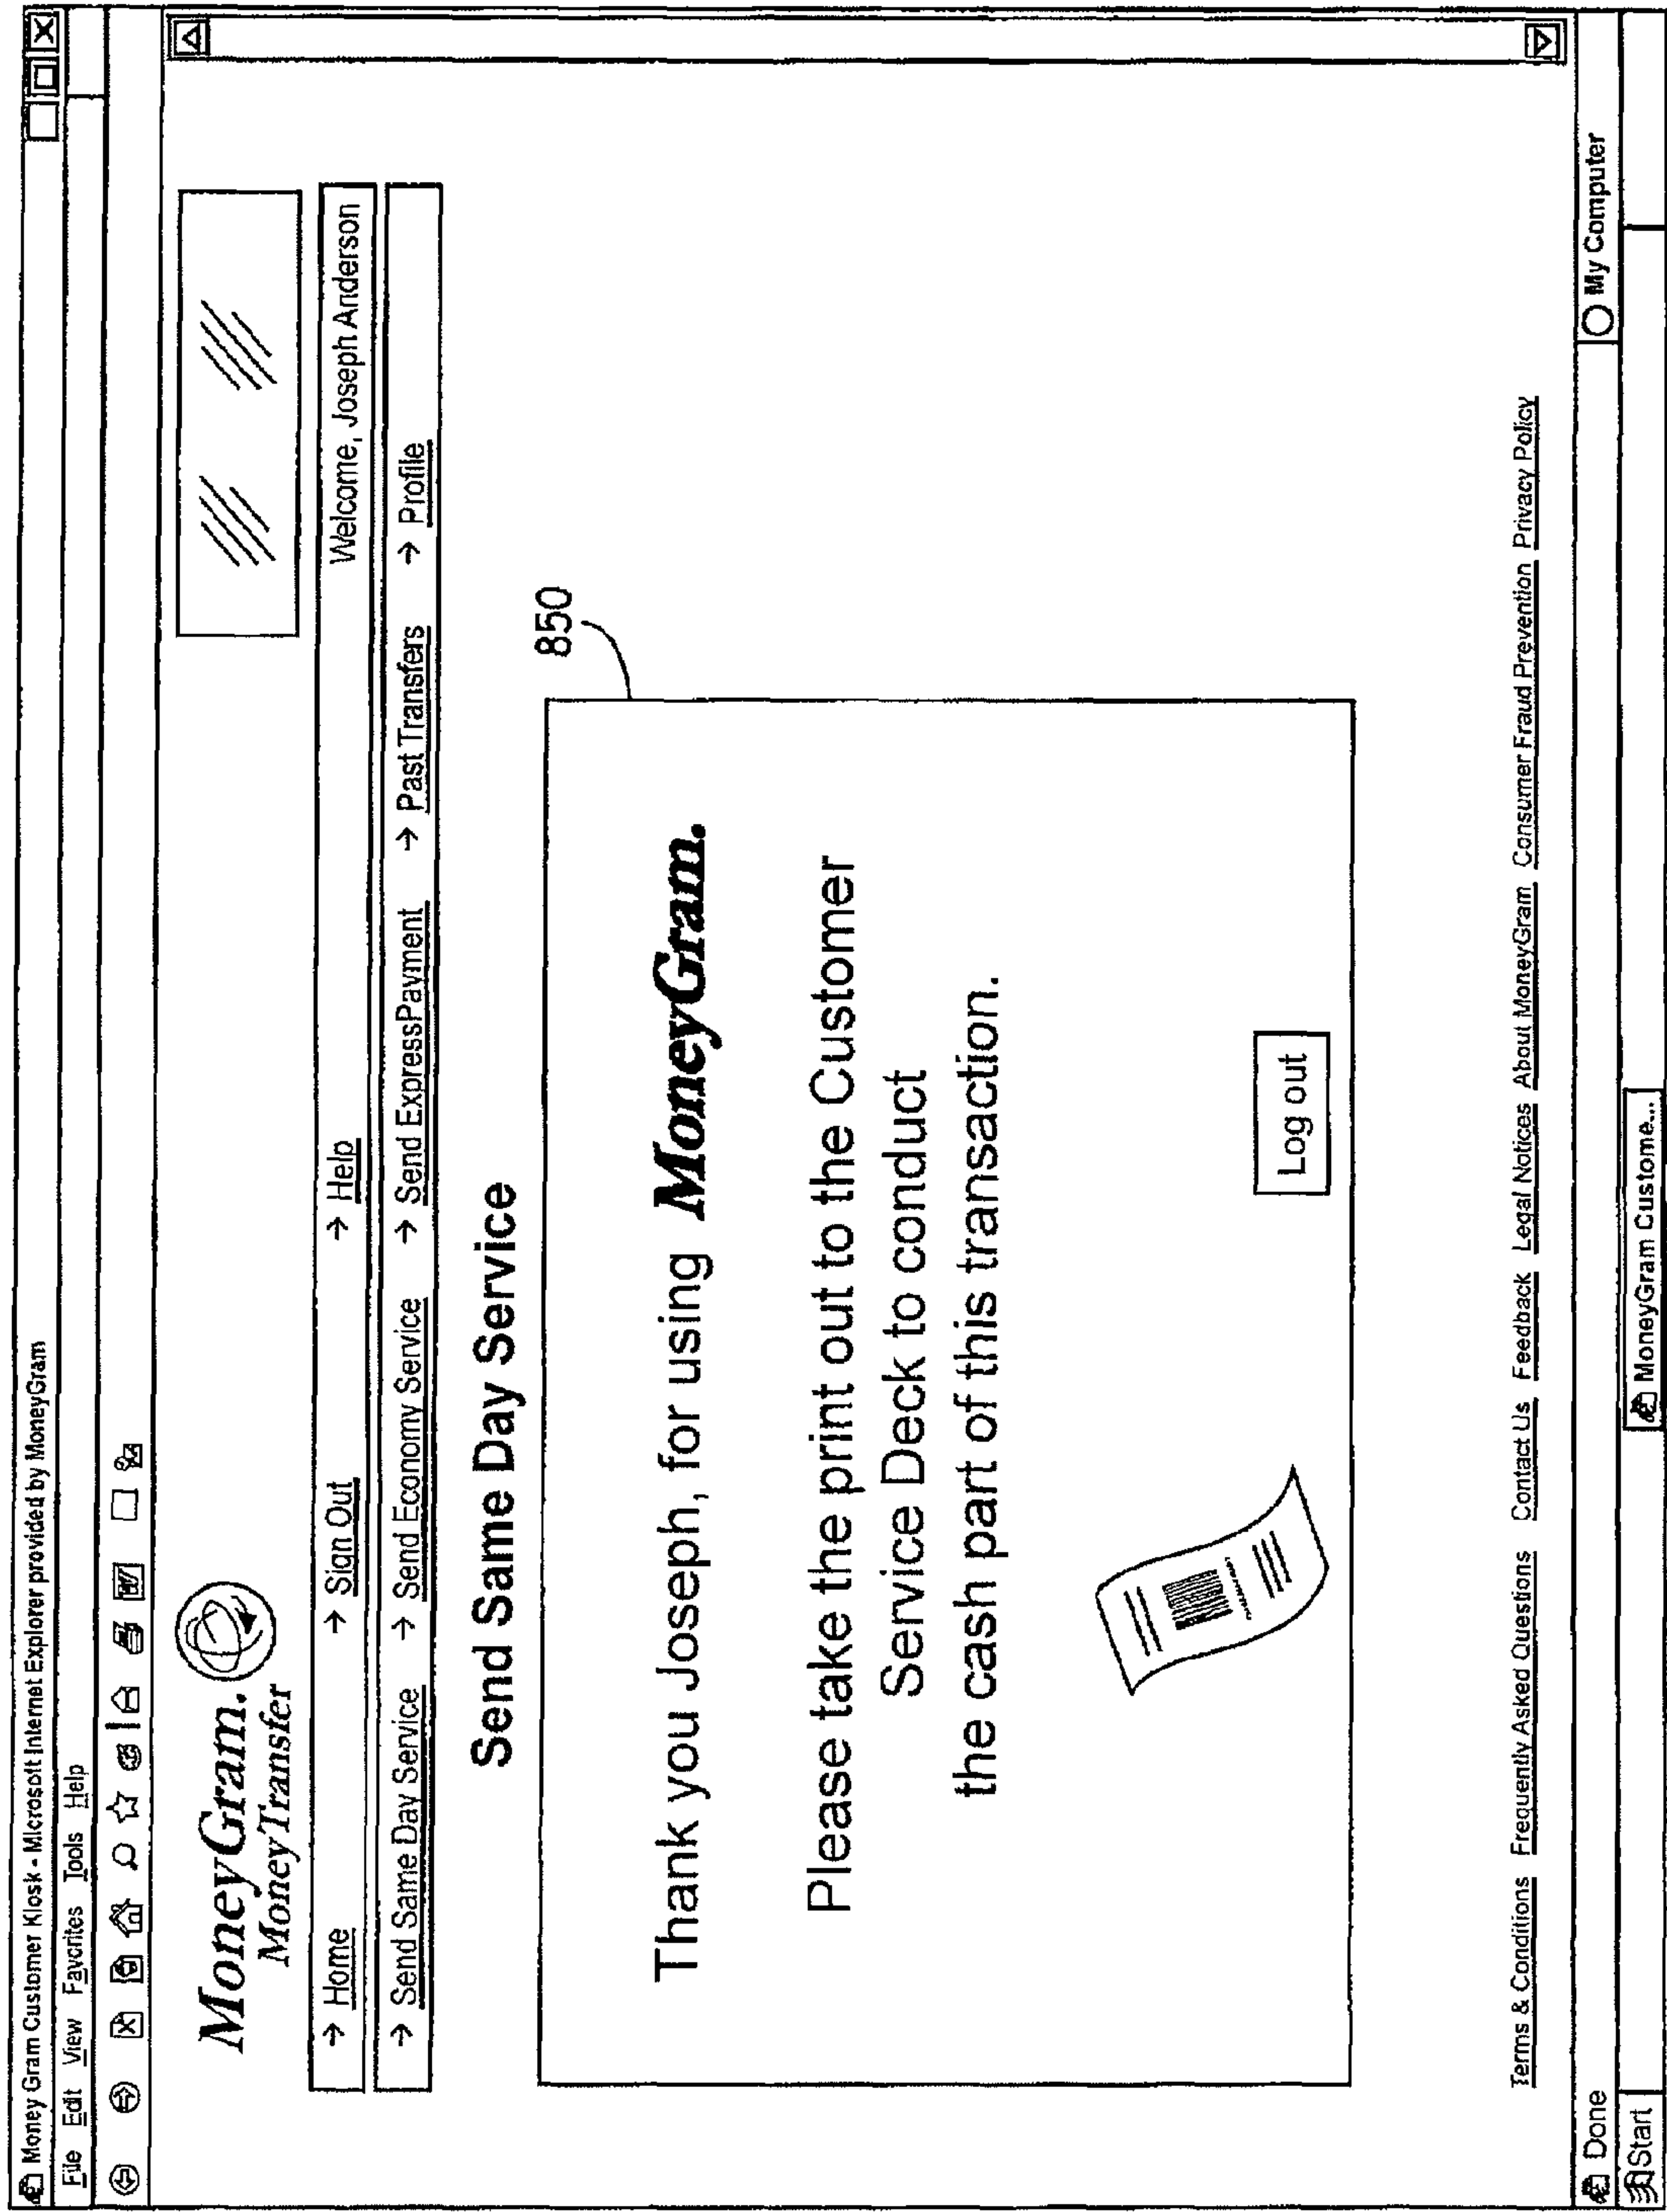 Money Gram Customer Kiosk - Microsoft Internet Explorer provided by MoneyGram
File Edit View Favorites Tools Help
MoneyGram.
MoneyTransfer
→ Home → Sign Out → Help Welcome, Joseph Anderson
→ Send Same Day Service → Send Economy Service → Send ExpressPayment → Past Transfers → Profile
Send Same Day Service
850
Thank you Joseph, for using MoneyGram.
Please take the print out to the Customer
Service Deck to conduct
the cash part of this transaction.
Log out
Terms & Conditions Frequently Asked Questions Contact Us Feedback Legal Notices About MoneyGram Consumer Fraud Prevention Privacy Policy
Done My Computer
Start MoneyGram Custome...